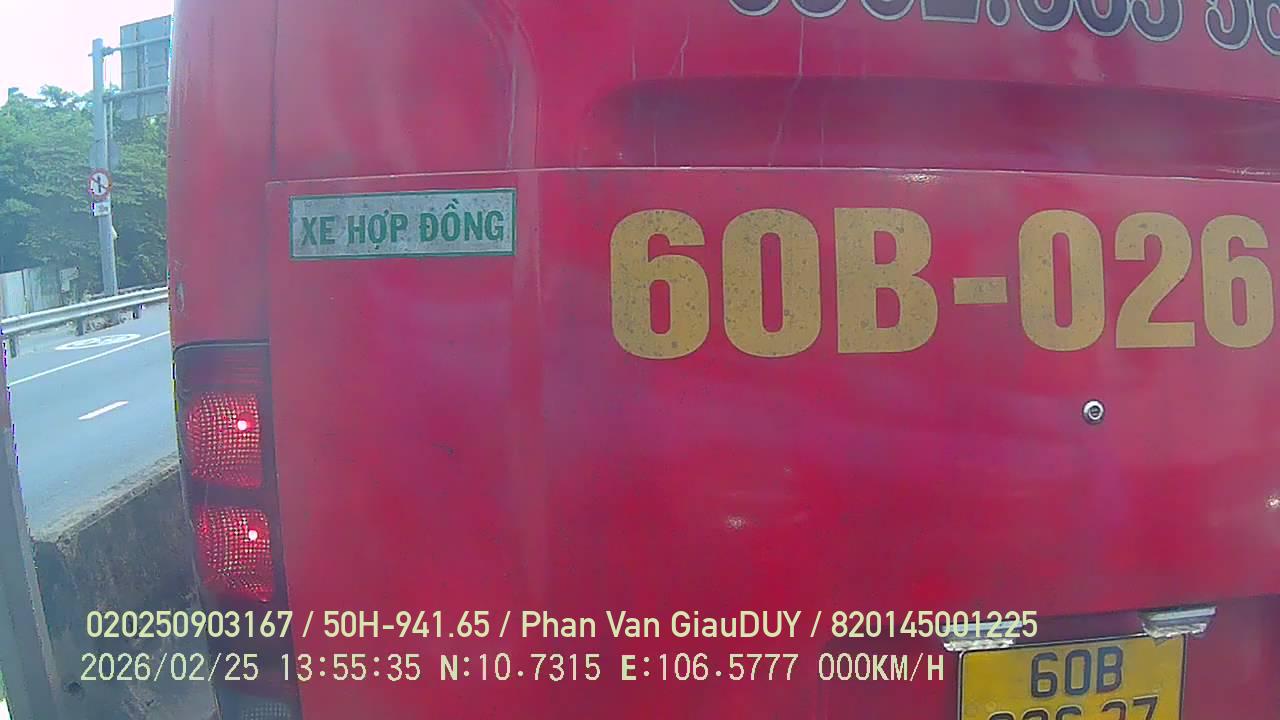 XE HỢP ĐỒNG
60B-026
020250903167 / 50H-941.65 / Phan Van GiauDUY / 820145001225
2026/02/25 13:55:35 N:10.7315 E:106.5777 000KM/H
60B